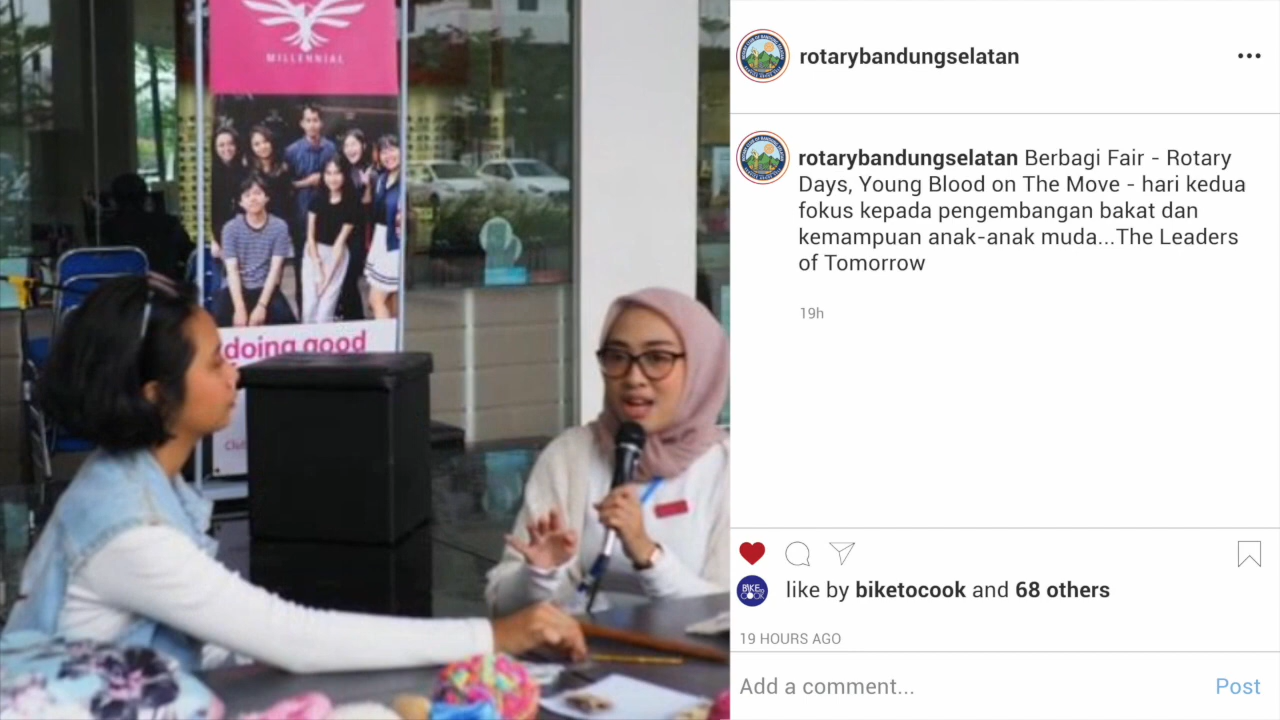 MILLENNIAL
doing good
rotarybandungselatan
rotarybandungselatan Berbagi Fair - Rotary
Days, Young Blood on The Move - hari kedua
fokus kepada pengembangan bakat dan
kemampuan anak-anak muda...The Leaders
of Tomorrow
19h
BIKE
COOK
like by biketocook and 68 others
19 HOURS AGO
Add a comment...
Post